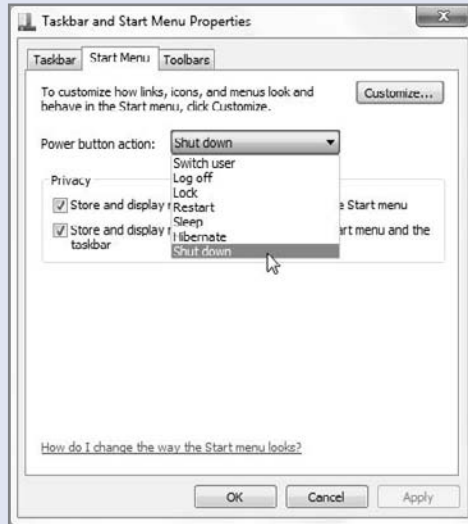 Taskbar and Start Menu Properties
x
Taskbar Start Menu Toolbars
To customize how links, icons, and menus look and
behave in the Start menu, click Customize.
Customize...
Power button action: Shut down
Switch user
Log off
Lock
Restart
Sleep
Hibernate
Shut down
Privacy
Store and display e Start menu
Store and display art menu and the
taskbar
How do I change the way the Start menu looks?
OK Cancel Apply